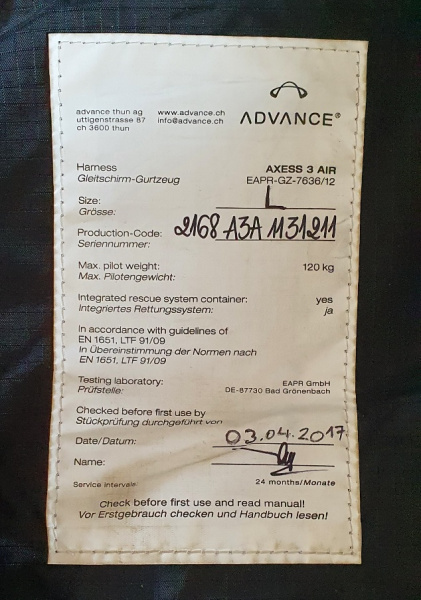 ADVANCE®
advance thun ag www.advance.ch
uttigenstrasse 87 info@advance.ch
ch 3600 thun
Harness AXESS 3 AIR
Gleitschirm-Gurtzeug EAPR-GZ-7636/12
Size: L
Grösse:
Production-Code: 2168 A3A 1131211
Seriennummer:
Max. pilot weight: 120 kg
Max. Pilotengewicht:
Integrated rescue system container: yes
Integriertes Rettungssystem: ja
In accordance with guidelines of
EN 1651, LTF 91/09
In Übereinstimmung der Normen nach
EN 1651, LTF 91/09
Testing laboratory: EAPR GmbH
Prüfstelle: DE-87730 Bad Grönenbach
Checked before first use by
Stückprüfung durchgeführt von
Date/Datum: 03.04.2017
Name:
Service intervals 24 months/Monate
Check before first use and read manual!
Vor Erstgebrauch checken und Handbuch lesen!